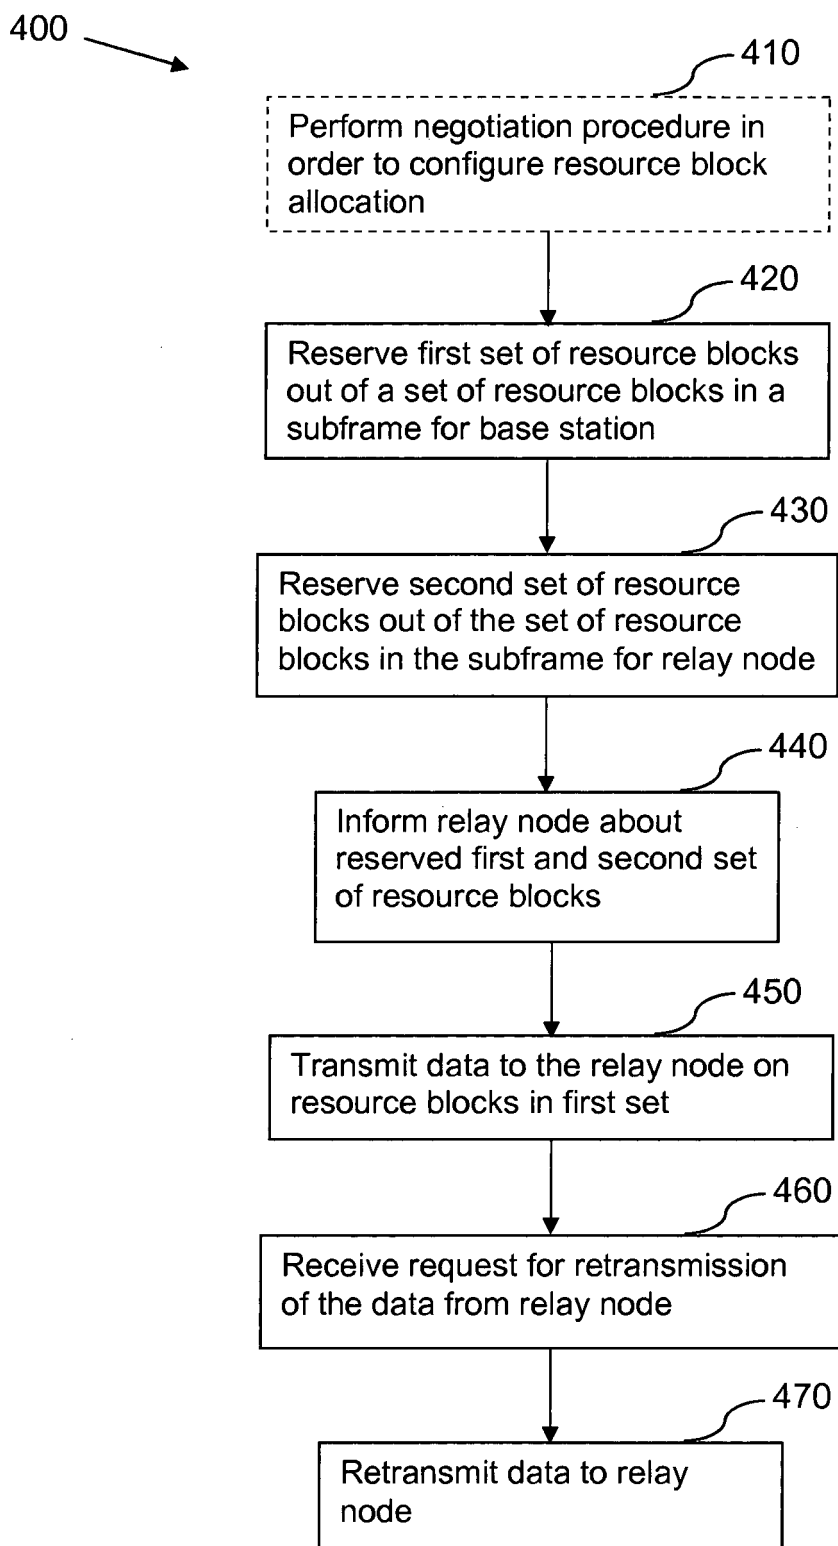 400
410
Perform negotiation procedure in
order to configure resource block
allocation
420
Reserve first set of resource blocks
out of a set of resource blocks in a
subframe for base station
430
Reserve second set of resource
blocks out of the set of resource
blocks in the subframe for relay node
440
Inform relay node about
reserved first and second set
of resource blocks
450
Transmit data to the relay node on
resource blocks in first set
460
Receive request for retransmission
of the data from relay node
470
Retransmit data to relay
node